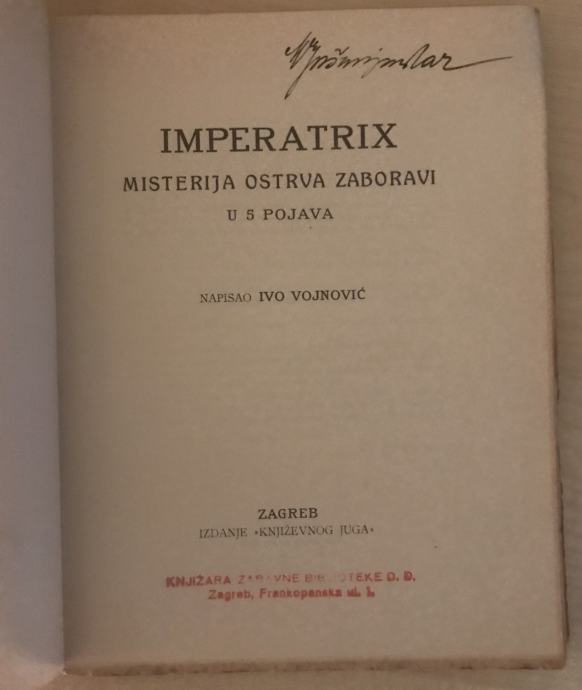 IMPERATRIX
MISTERIJA OSTRVA ZABORAVI
U 5 POJAVA
NAPISAO IVO VOJNOVIĆ
ZAGREB
IZDANJE »KNJIŽEVNOG JUGA«
KNJIŽARA ZABAVNE BIBLIOTEKE D. D.
Zagreb, Frankopanska ul. 1.